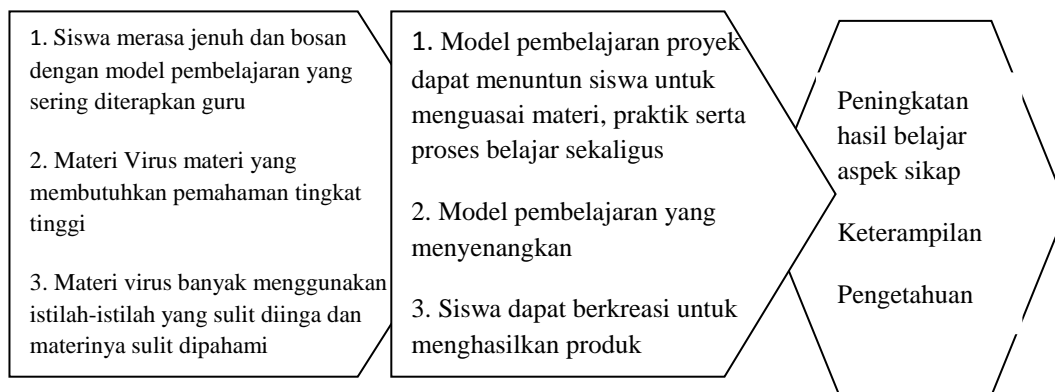 1. Siswa merasa jenuh dan bosan
dengan model pembelajaran yang
sering diterapkan guru
2. Materi Virus materi yang
membutuhkan pemahaman tingkat
tinggi
3. Materi virus banyak menggunakan
istilah-istilah yang sulit diinga dan
materinya sulit dipahami
1. Model pembelajaran proyek
dapat menuntun siswa untuk
menguasai materi, praktik serta
proses belajar sekaligus
2. Model pembelajaran yang
menyenangkan
3. Siswa dapat berkreasi untuk
menghasilkan produk
Peningkatan
hasil belajar
aspek sikap
Keterampilan
Pengetahuan